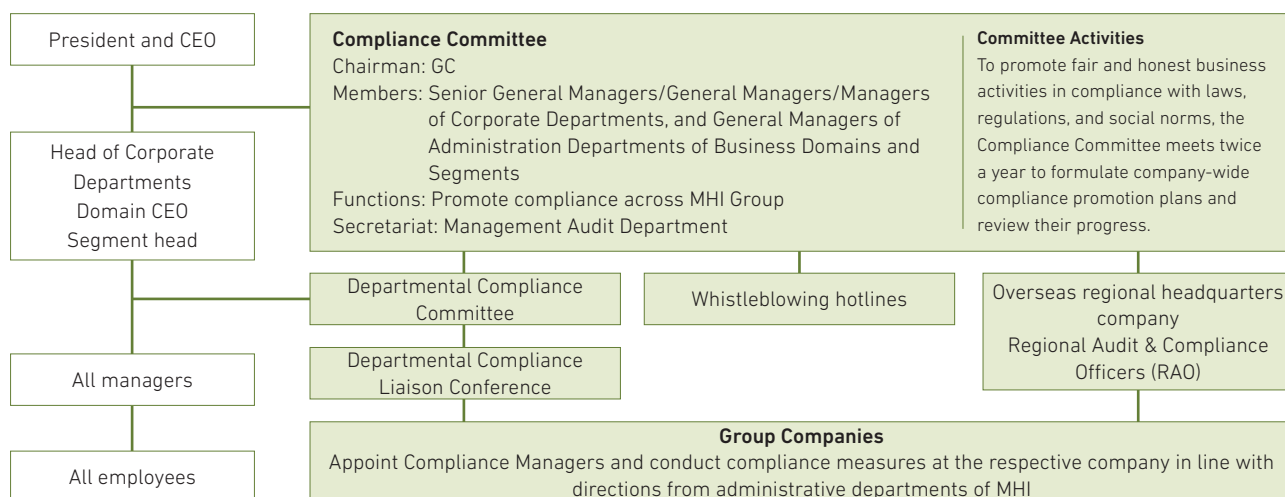 President and CEO
Head of Corporate
Departments
Domain CEO
Segment head
All managers
All employees
Compliance Committee
Chairman: GC
Members: Senior General Managers/General Managers/Managers
of Corporate Departments, and General Managers of
Administration Departments of Business Domains and
Segments
Functions: Promote compliance across MHI Group
Secretariat: Management Audit Department
Committee Activities
To promote fair and honest business
activities in compliance with laws,
regulations, and social norms, the
Compliance Committee meets twice
a year to formulate company-wide
compliance promotion plans and
review their progress.
Departmental Compliance
Committee
Whistleblowing hotlines
Overseas regional headquarters
company
Regional Audit & Compliance
Officers (RAO)
Departmental Compliance
Liaison Conference
Group Companies
Appoint Compliance Managers and conduct compliance measures at the respective company in line with
directions from administrative departments of MHI